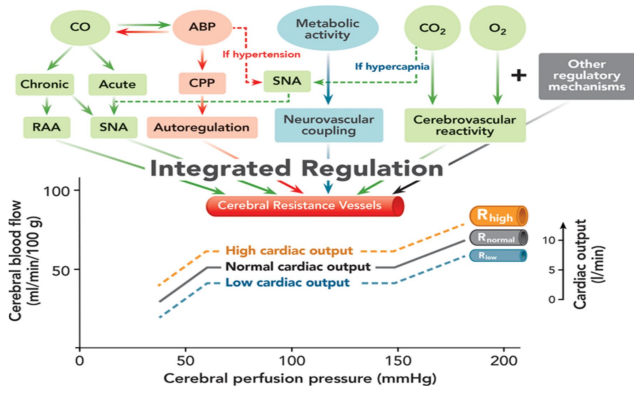 CO
ABP
Metabolic
activity
CO2
O2
If hypertension
If hypercapnia
Chronic
Acute
CPP
SNA
+
Other
regulatory
mechanisms
RAA
SNA
Autoregulation
Neurovascular
coupling
Cerebrovascular
reactivity
Integrated Regulation
Cerebral Resistance Vessels
Cerebral blood flow
(ml/min/100 g)
100
50
High cardiac output
Normal cardiac output
Low cardiac output
Rhigh
Rnormal
Rlow
10
5
0
Cardiac output
(l/min)
0
50
100
150
200
Cerebral perfusion pressure (mmHg)